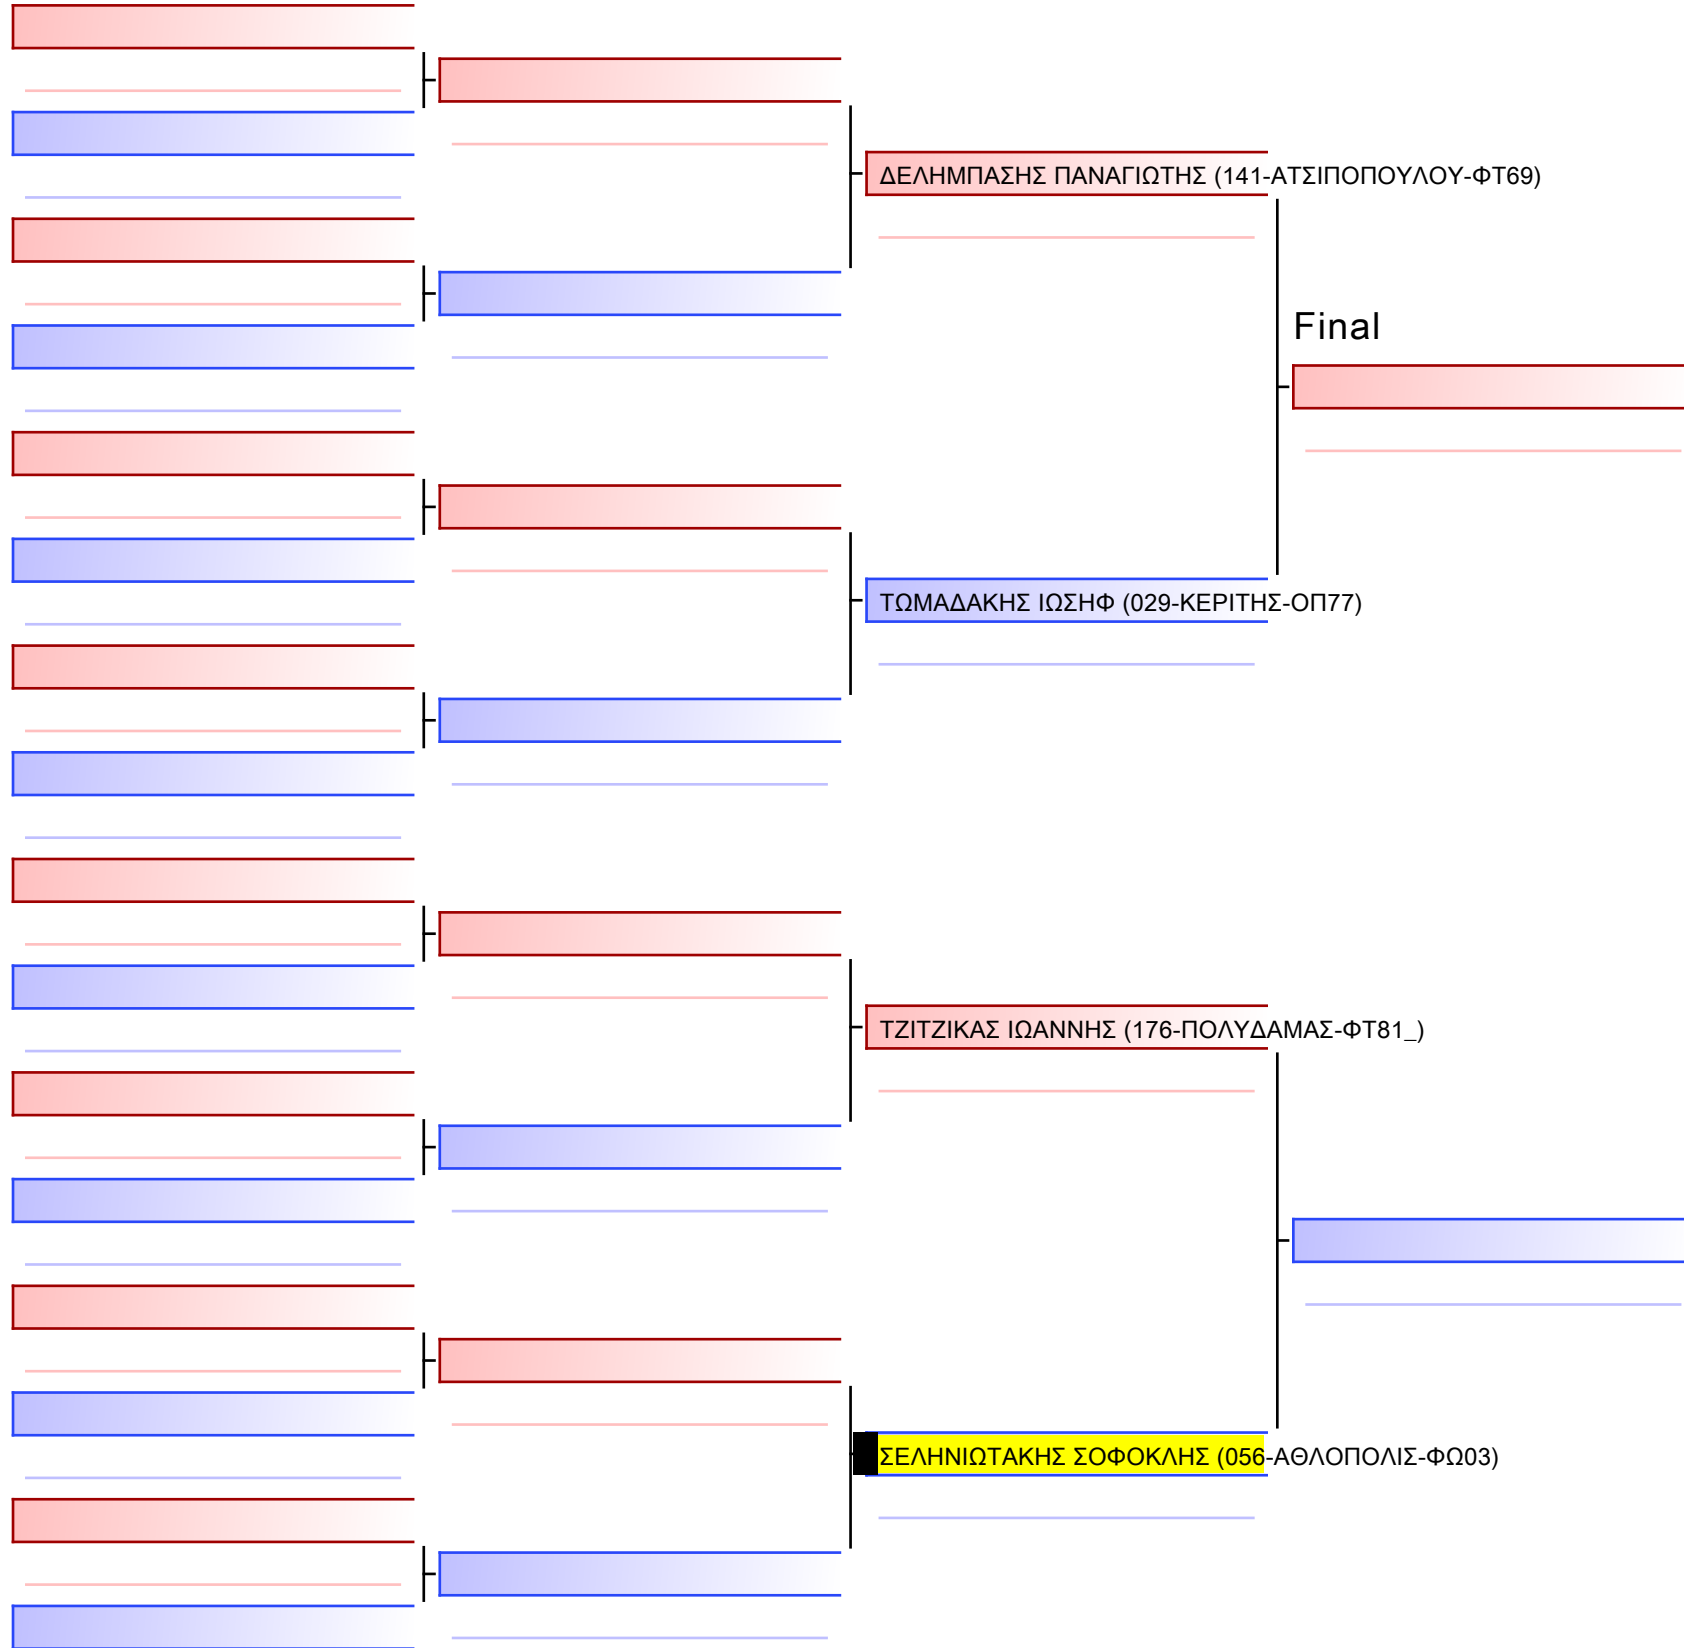 ΔΕΛΗΜΠΑΣΗΣ ΠΑΝΑΓΙΩΤΗΣ (141-ΑΤΣΙΠΟΠΟΥΛΟΥ-ΦΤ69)
Final
ΤΩΜΑΔΑΚΗΣ ΙΩΣΗΦ (029-ΚΕΡΙΤΗΣ-ΟΠ77)
ΤΖΙΤΖΙΚΑΣ ΙΩΑΝΝΗΣ (176-ΠΟΛΥΔΑΜΑΣ-ΦΤ81_)
ΣΕΛΗΝΙΩΤΑΚΗΣ ΣΟΦΟΚΛΗΣ (056-ΑΘΛΟΠΟΛΙΣ-ΦΩ03)